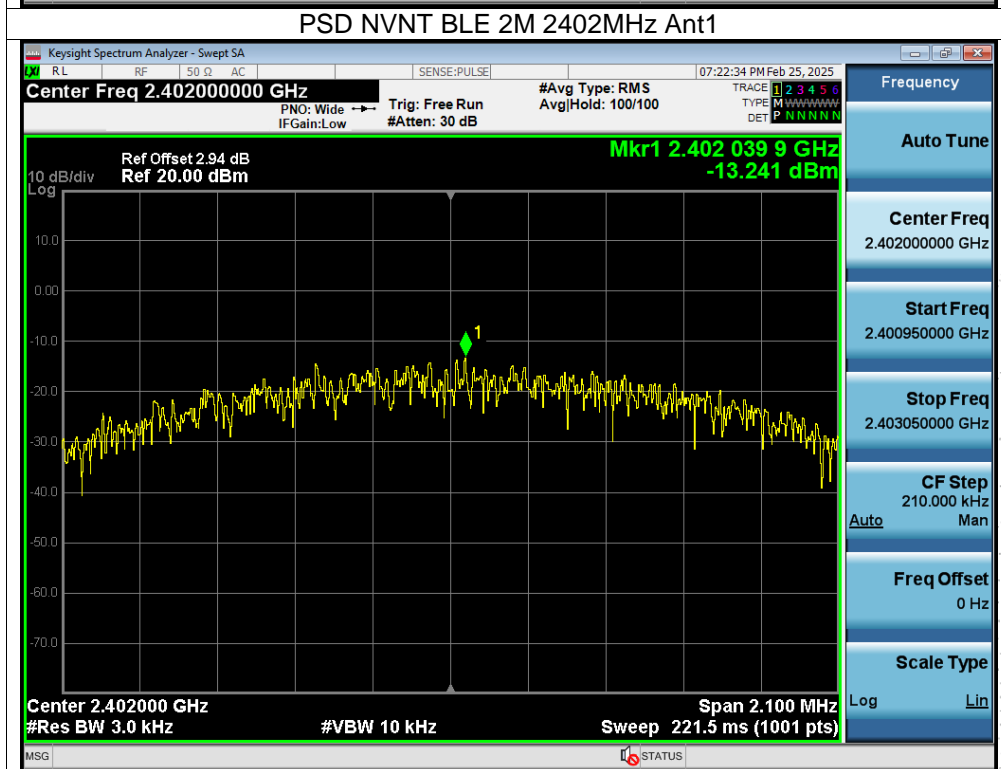 PSD NVNT BLE 2M 2402MHz Ant1
Keysight Spectrum Analyzer - Swept SA
LXI RL RF 50 Ω AC SENSE:PULSE 07:22:34 PM Feb 25, 2025
Center Freq 2.402000000 GHz
PNO: Wide
IFGain:Low
Trig: Free Run
#Atten: 30 dB
#Avg Type: RMS
Avg|Hold: 100/100
TRACE 1 2 3 4 5 6
TYPE M WWWWW
DET P N N N N N
Mkr1 2.402 039 9 GHz
-13.241 dBm
Ref Offset 2.94 dB
Ref 20.00 dBm
10 dB/div
Log
10.0
0.00
-10.0
-20.0
-30.0
-40.0
-50.0
-60.0
-70.0
1
Center 2.402000 GHz
Span 2.100 MHz
#Res BW 3.0 kHz
#VBW 10 kHz
Sweep 221.5 ms (1001 pts)
MSG
STATUS
Frequency
Auto Tune
Center Freq
2.402000000 GHz
Start Freq
2.400950000 GHz
Stop Freq
2.403050000 GHz
CF Step
210.000 kHz
Auto Man
Freq Offset
0 Hz
Scale Type
Log Lin